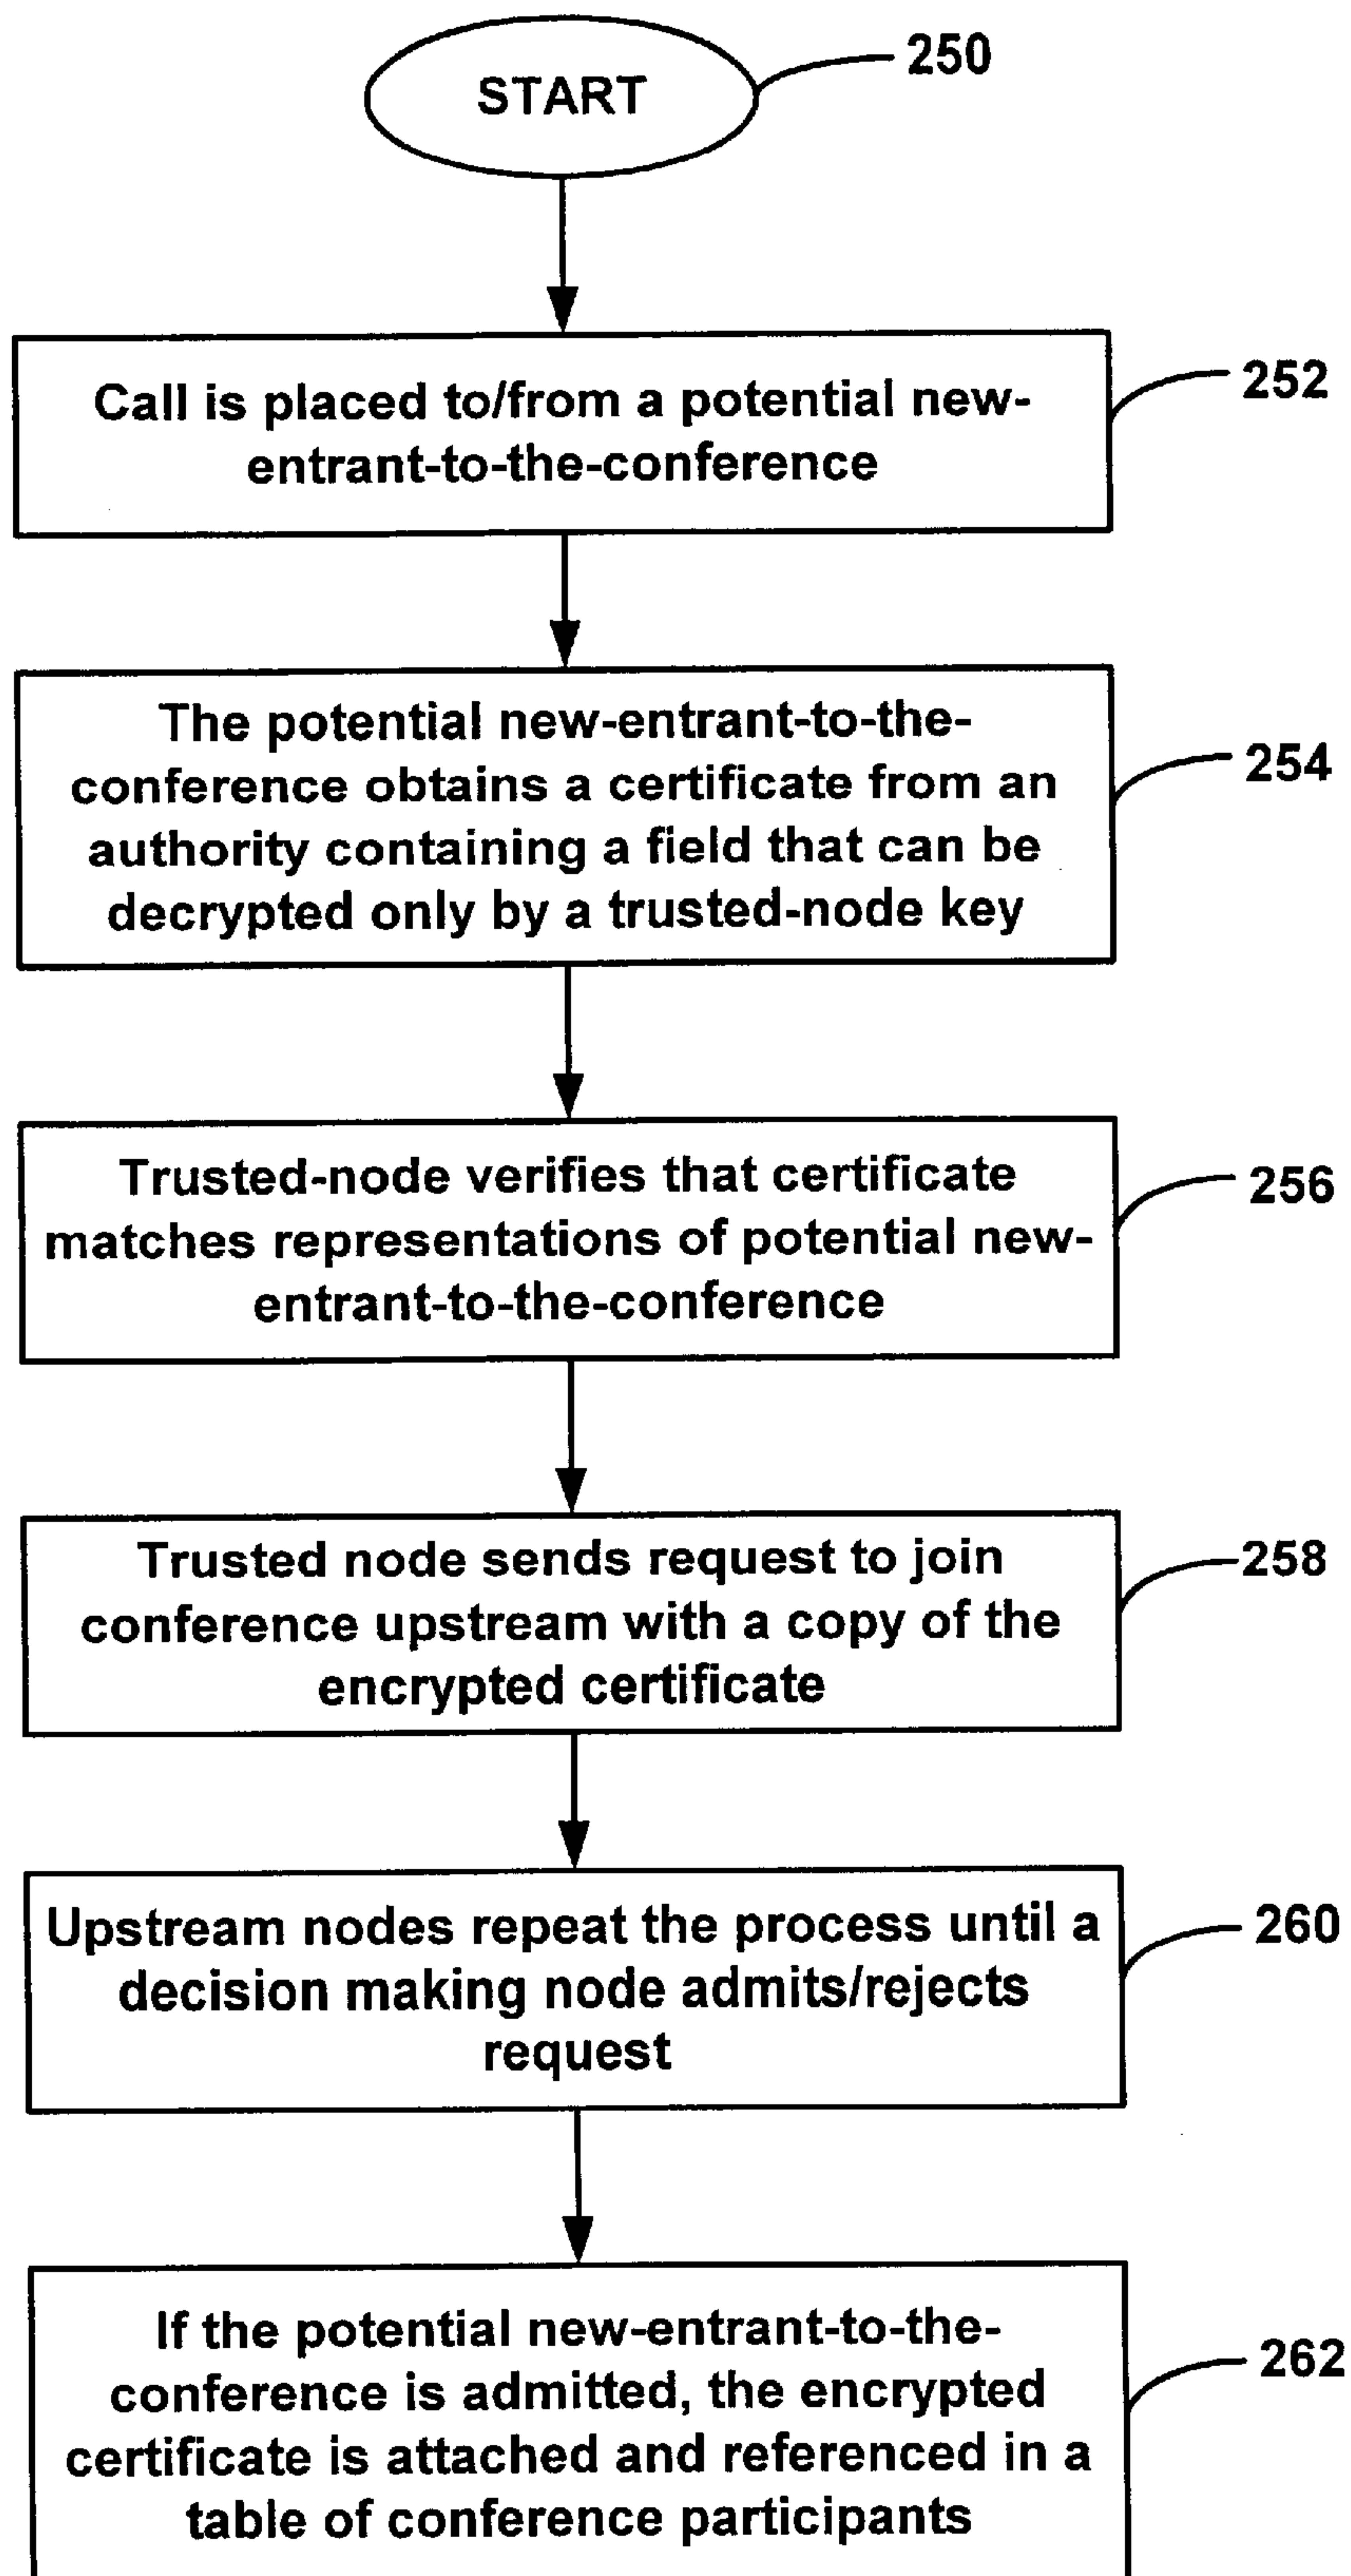 START
250
Call is placed to/from a potential new-
entrant-to-the-conference
252
The potential new-entrant-to-the-
conference obtains a certificate from an
authority containing a field that can be
decrypted only by a trusted-node key
254
Trusted-node verifies that certificate
matches representations of potential new-
entrant-to-the-conference
256
Trusted node sends request to join
conference upstream with a copy of the
encrypted certificate
258
Upstream nodes repeat the process until a
decision making node admits/rejects
request
260
If the potential new-entrant-to-the-
conference is admitted, the encrypted
certificate is attached and referenced in a
table of conference participants
262